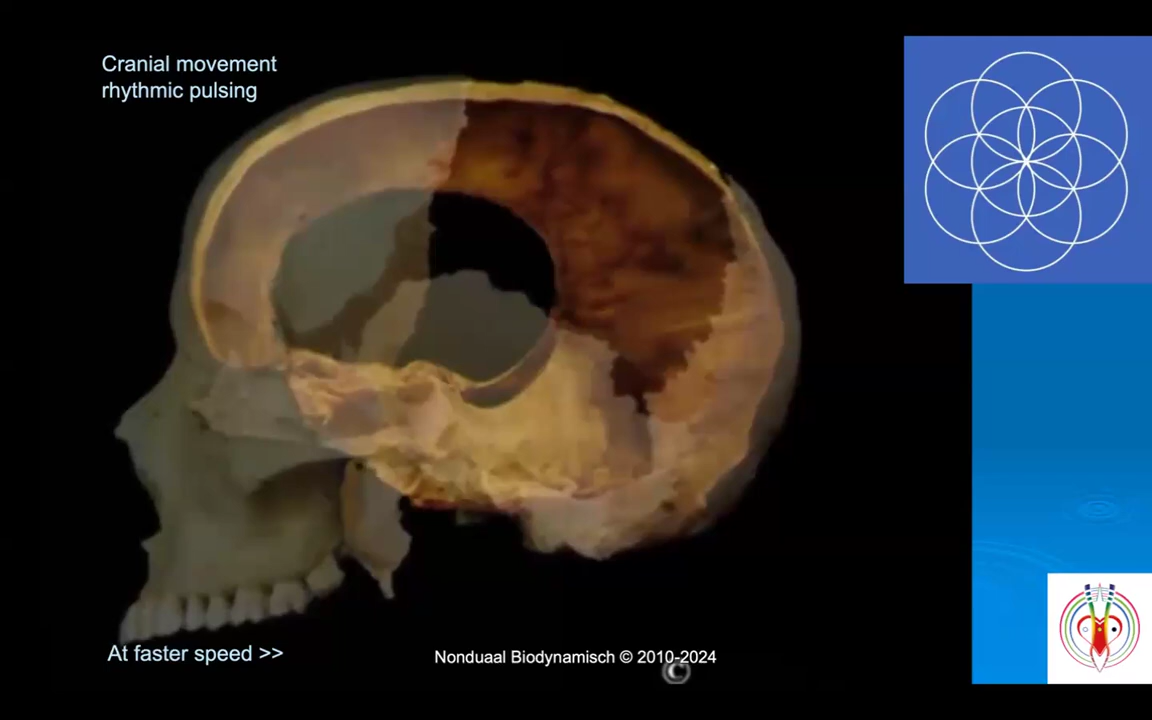 Cranial movement
rhythmic pulsing
At faster speed >>
Nonduaal Biodynamisch © 2010-2024
©